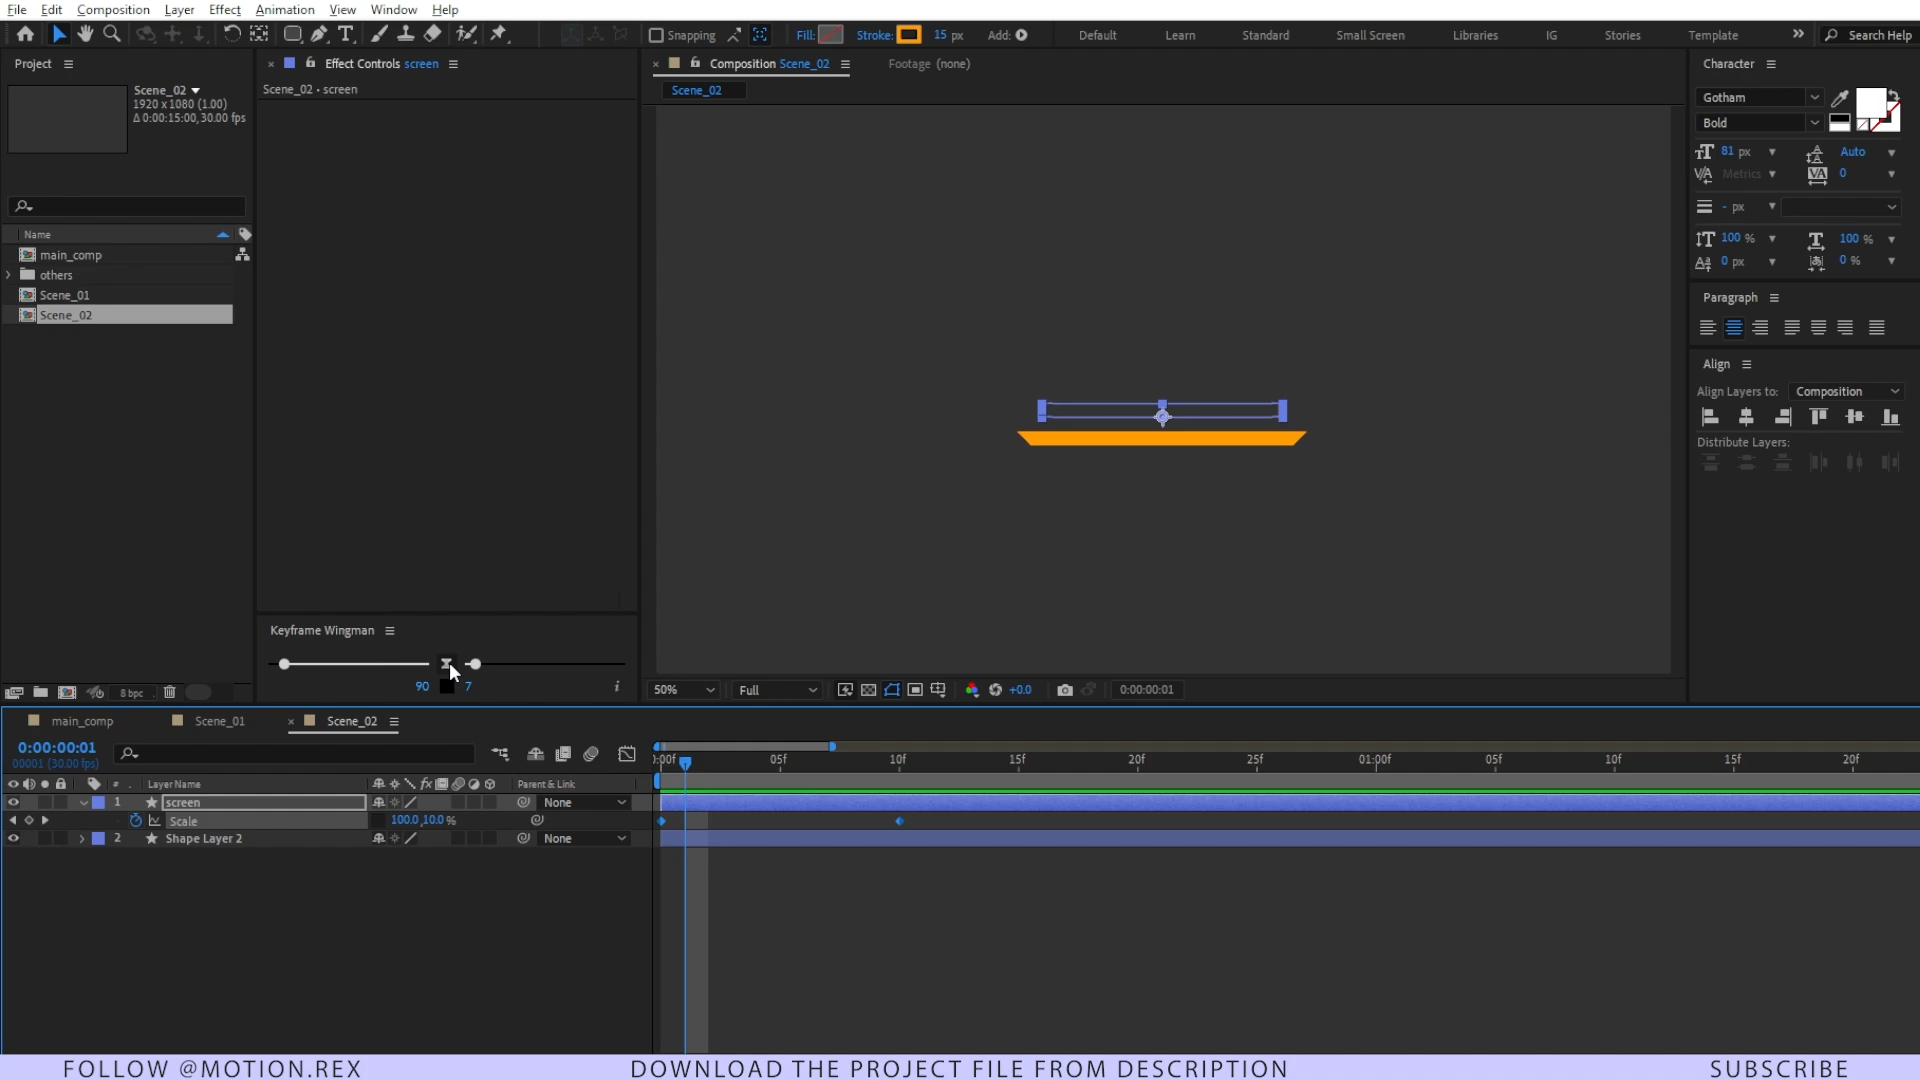 File Edit Composition Layer Effect Animation View Window Help
Snapping Fill: Stroke: 15 px Add: Default Learn Standard Small Screen Libraries IG Stories Template Search Help
Project Effect Controls screen Composition Scene_02 Footage (none) Character
Scene_02 1920 x 1080 (1.00) Δ 0:00:15:00, 30.00 fps
Scene_02 • screen
Scene_02
Gotham
Bold
81 px Auto
Metrics 0
- px
100 % 100 %
0 px 0 %
Name
main_comp
others
Scene_01
Scene_02
Paragraph
Align
Align Layers to: Composition
Distribute Layers:
Keyframe Wingman
90 7
8 bpc
50% Full +0.0 0:00:00:01
main_comp Scene_01 Scene_02
0:00:00:01
00001 (30.00 fps)
):00f 05f 10f 15f 20f 25f 01:00f 05f 10f 15f 20f
# Layer Name fx Parent & Link
1 screen None
Scale 100.0,10.0 %
2 Shape Layer 2 None
FOLLOW @MOTION.REX DOWNLOAD THE PROJECT FILE FROM DESCRIPTION SUBSCRIBE